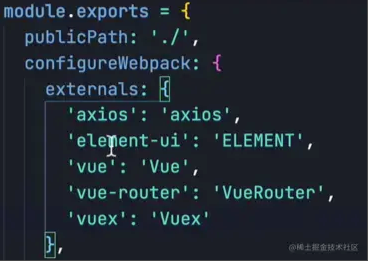 module.exports = {
  publicPath: './',
  configureWebpack: {
    externals: {
      'axios': 'axios',
      'element-ui': 'ELEMENT',
      'vue': 'Vue',
      'vue-router': 'VueRouter',
      'vuex': 'Vuex'
    },
@稀土掘金技术社区